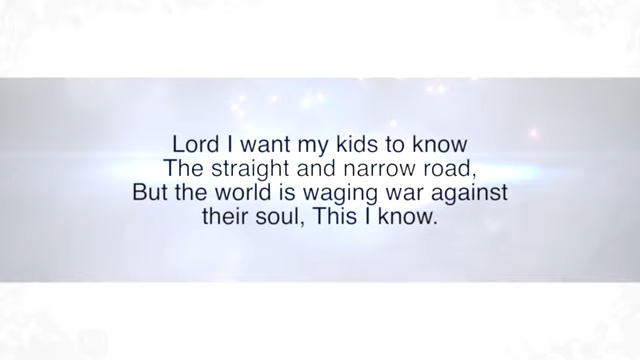 Lord I want my kids to know
The straight and narrow road,
But the world is waging war against
their soul, This I know.